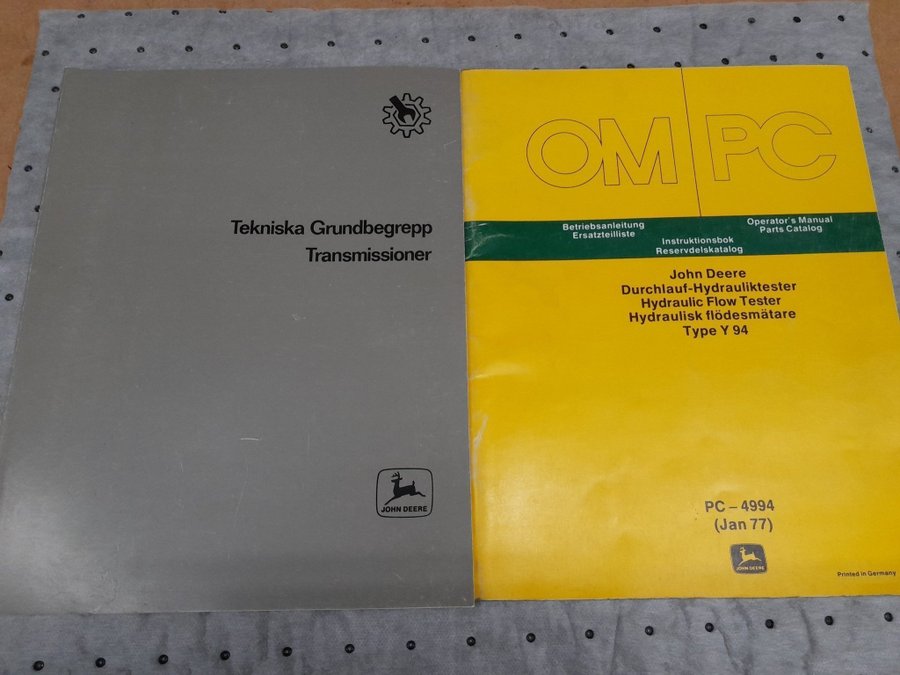 Tekniska Grundbegrepp
Transmissioner
JOHN DEERE
OM PC
Betriebsanleitung
Ersatzteilliste
Instruktionsbok
Reservdelskatalog
Operator's Manual
Parts Catalog
John Deere
Durchlauf-Hydrauliktester
Hydraulic Flow Tester
Hydraulisk flödesmätare
Type Y 94
PC – 4994
(Jan 77)
JOHN DEERE
Printed in Germany